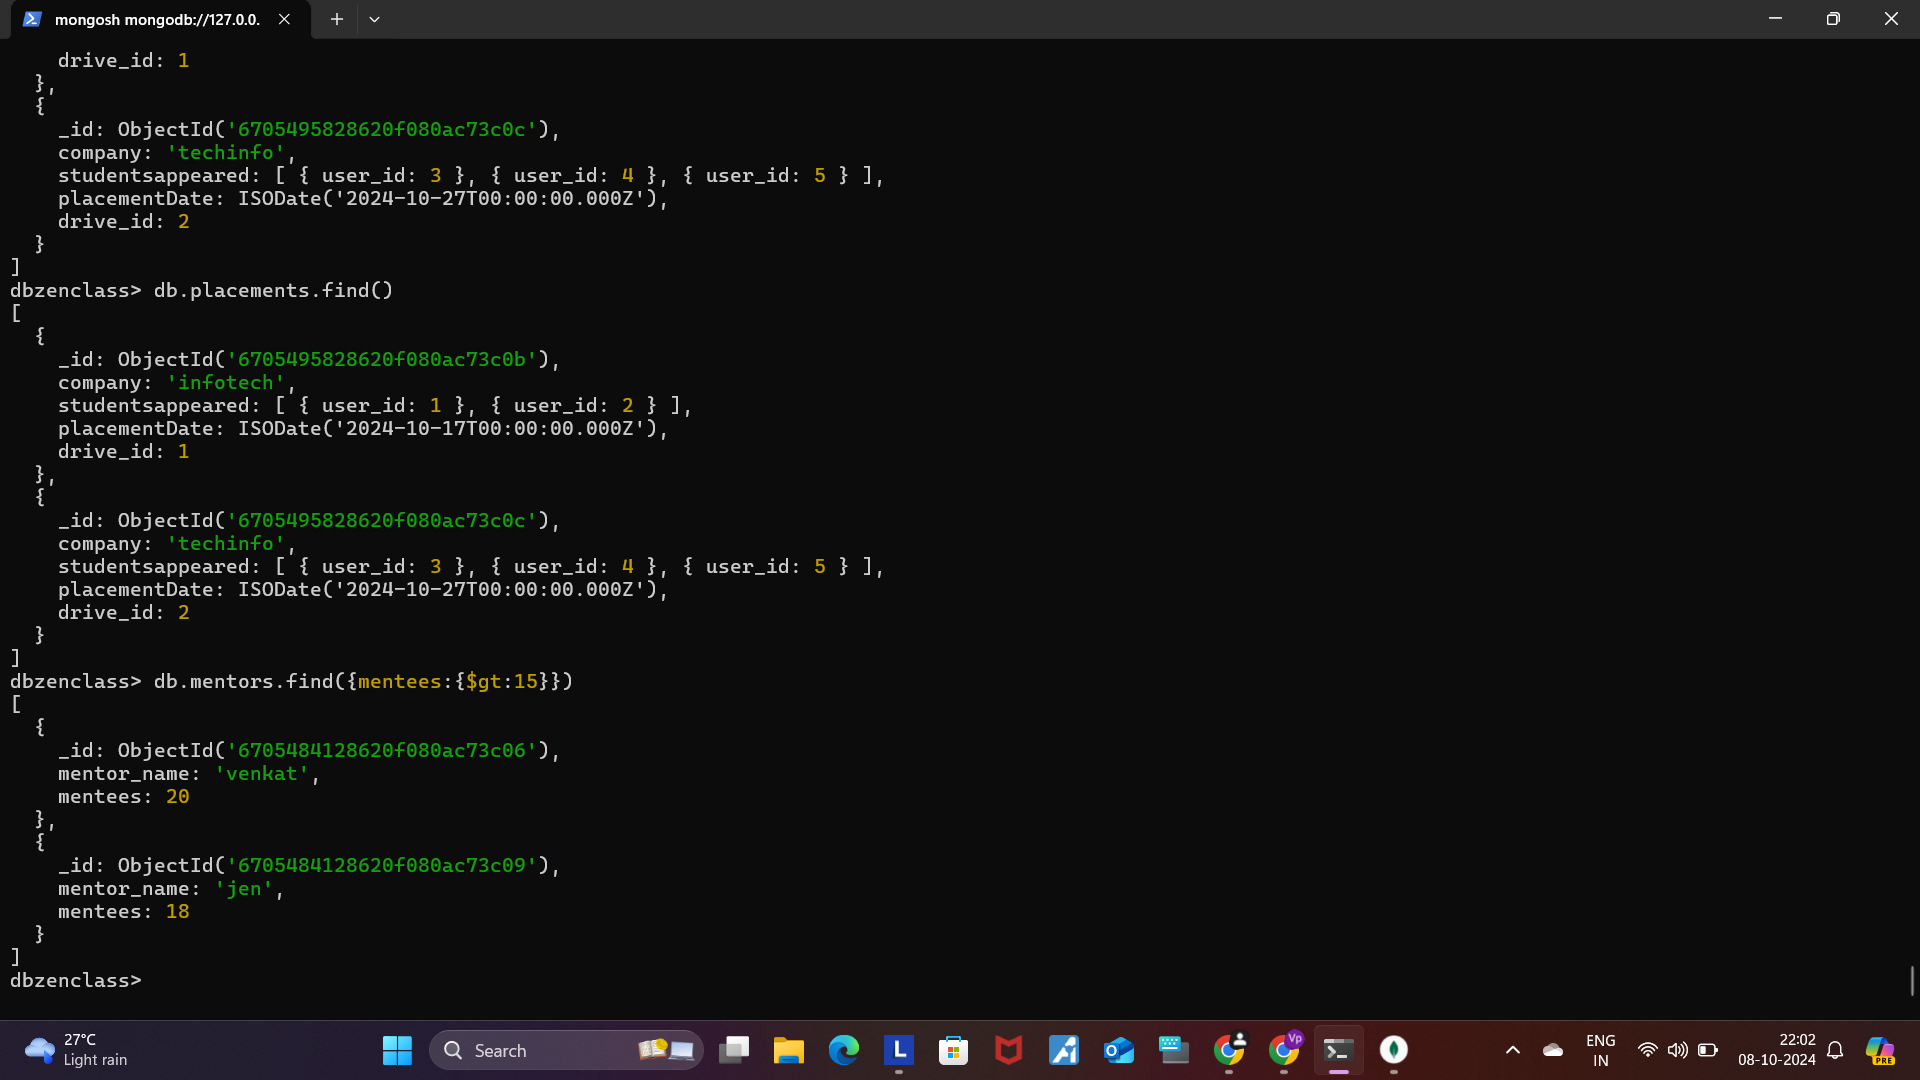 mongosh mongodb://127.0.0.
    drive_id: 1
  },
  {
    _id: ObjectId('6705495828620f080ac73c0c'),
    company: 'techinfo',
    studentsappeared: [ { user_id: 3 }, { user_id: 4 }, { user_id: 5 } ],
    placementDate: ISODate('2024-10-27T00:00:00.000Z'),
    drive_id: 2
  }
]
dbzenclass> db.placements.find()
[
  {
    _id: ObjectId('6705495828620f080ac73c0b'),
    company: 'infotech',
    studentsappeared: [ { user_id: 1 }, { user_id: 2 } ],
    placementDate: ISODate('2024-10-17T00:00:00.000Z'),
    drive_id: 1
  },
  {
    _id: ObjectId('6705495828620f080ac73c0c'),
    company: 'techinfo',
    studentsappeared: [ { user_id: 3 }, { user_id: 4 }, { user_id: 5 } ],
    placementDate: ISODate('2024-10-27T00:00:00.000Z'),
    drive_id: 2
  }
]
dbzenclass> db.mentors.find({mentees:{$gt:15}})
[
  {
    _id: ObjectId('6705484128620f080ac73c06'),
    mentor_name: 'venkat',
    mentees: 20
  },
  {
    _id: ObjectId('6705484128620f080ac73c09'),
    mentor_name: 'jen',
    mentees: 18
  }
]
dbzenclass>
27°C
Light rain
Search
L
O
Vp
ENG
IN
22:02
08-10-2024
PRE